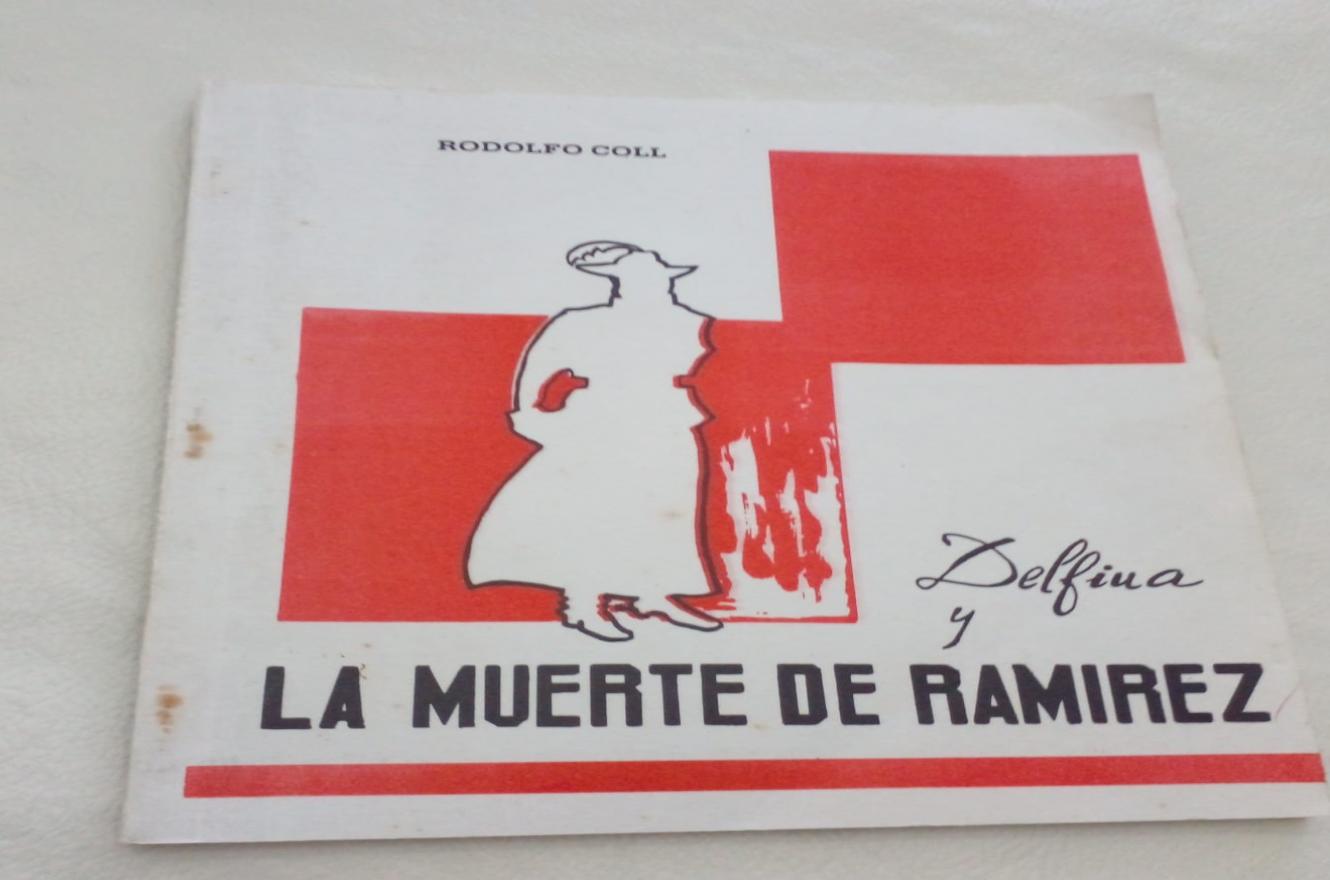 RODOLFO COLL
Delfina
y
LA MUERTE DE RAMIREZ